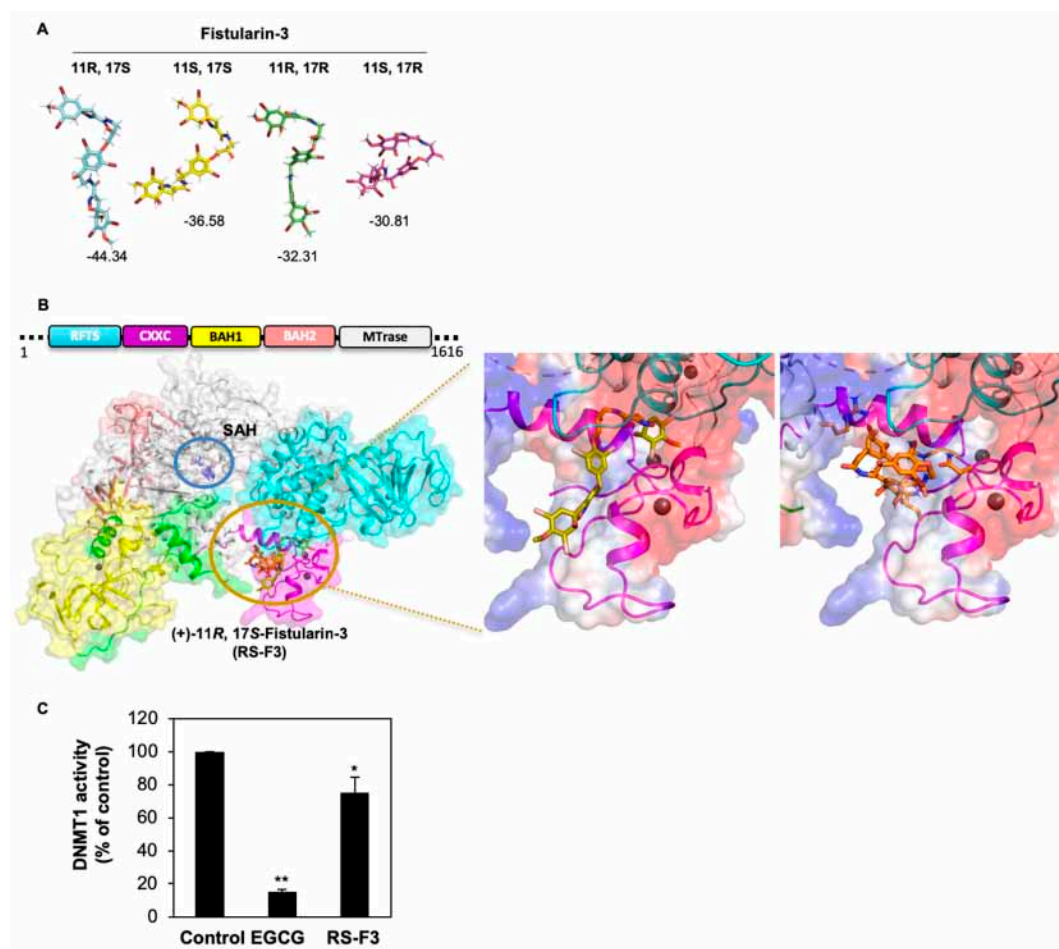 A
Fistularin-3
11R, 17S 11S, 17S 11R, 17R 11S, 17R
-36.58 -30.81
-44.34 -32.31
B
RFTS CXXC BAH1 BAH2 MTrase
1 1616
SAH
(+)-11R, 17S-Fistularin-3
(RS-F3)
C
DNMT1 activity
(% of control)
120
100
80
60
40
20
0
*
**
Control EGCG RS-F3